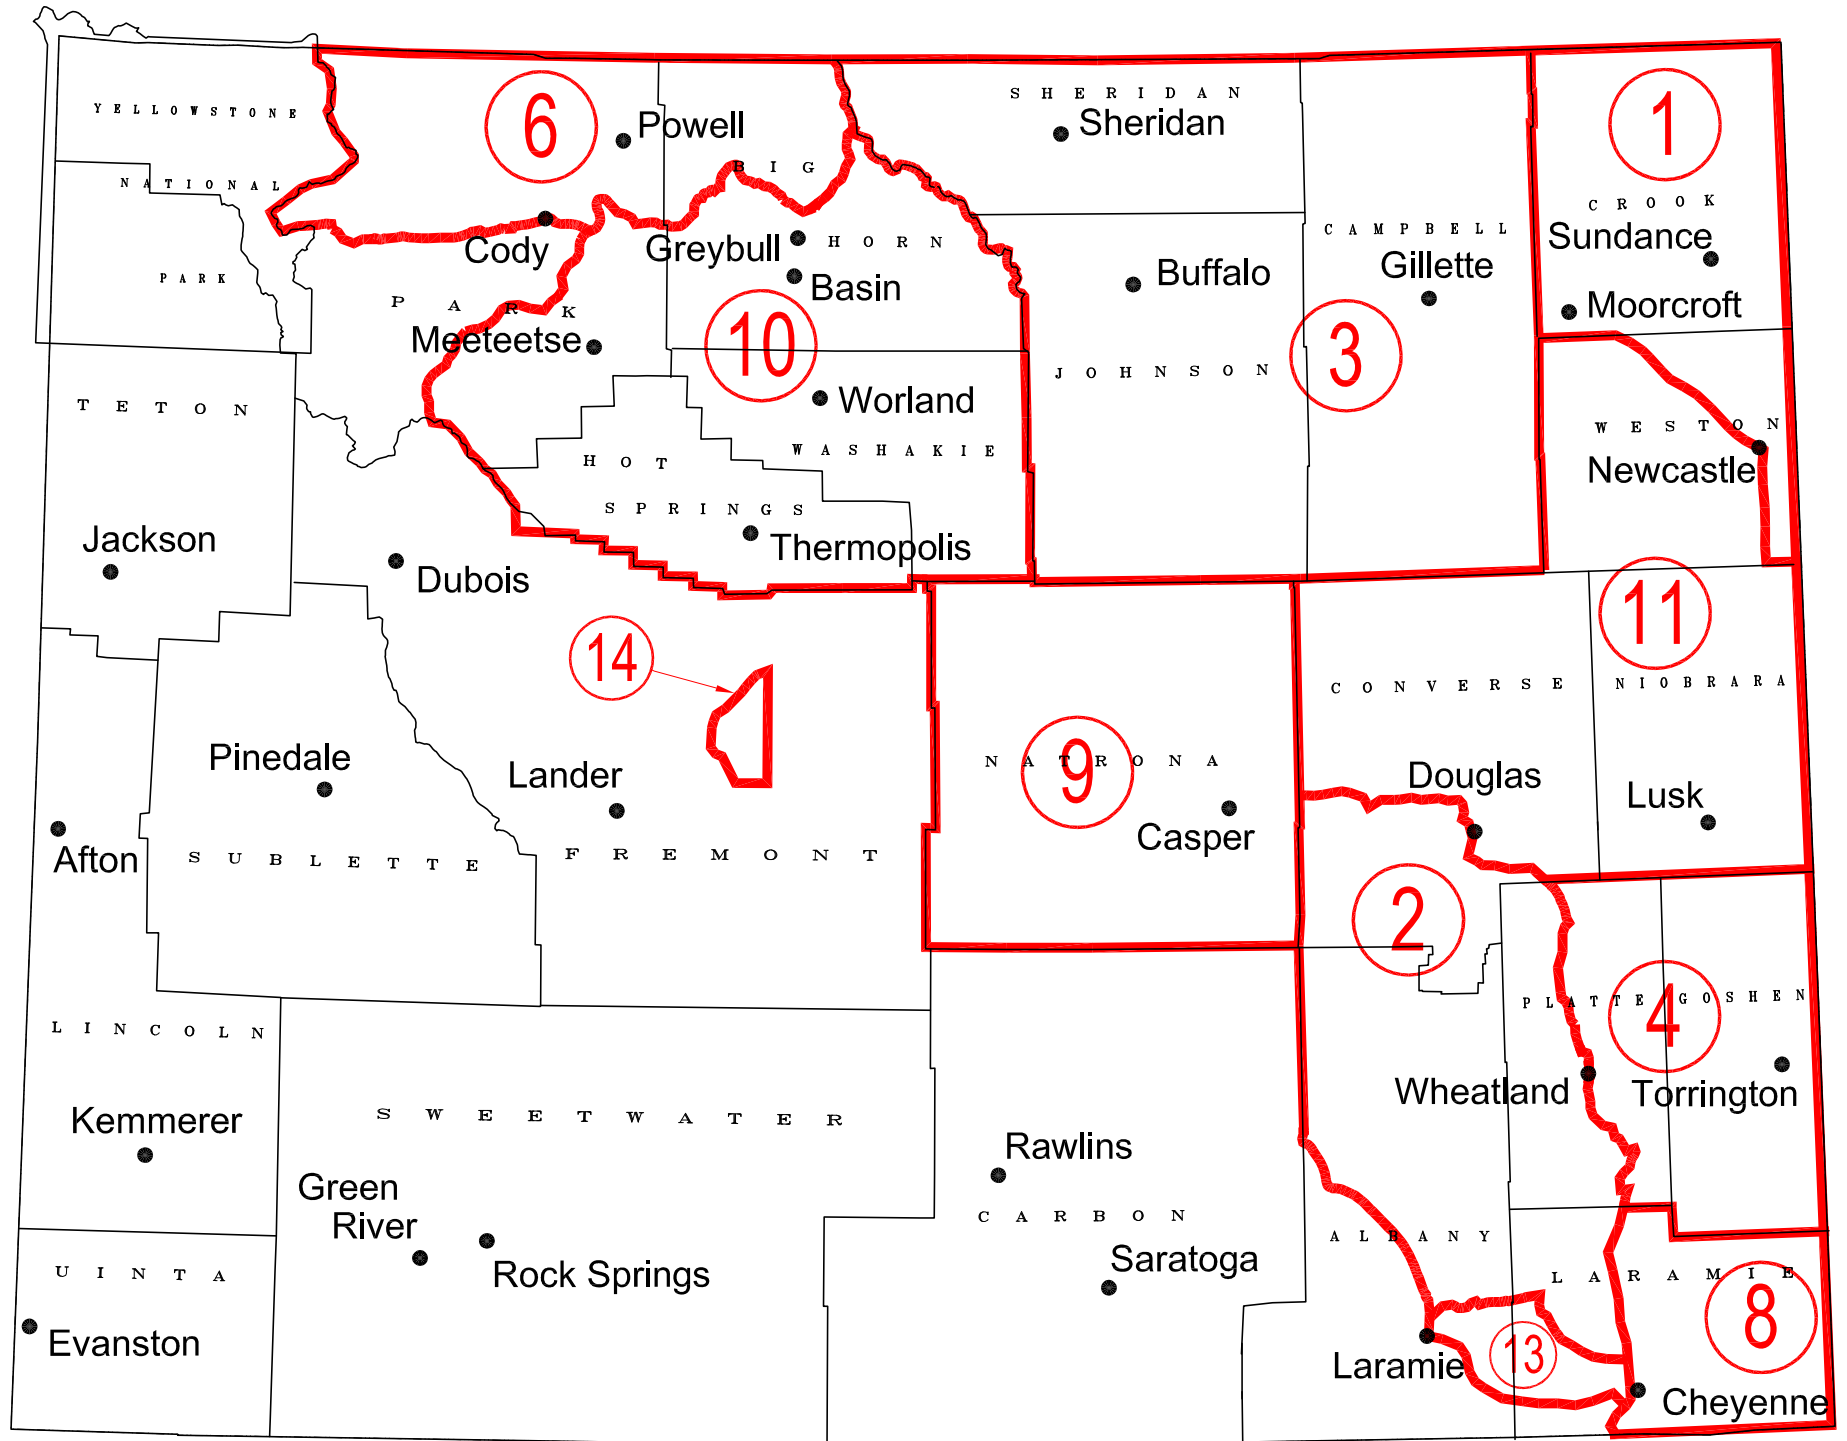 YELLOWSTONE
NATIONAL
PARK
6
Powell
BIG
SHERIDAN
Sheridan
1
CROOK
Sundance
Moorcroft
Cody
Greybull
HORN
Basin
Buffalo
CAMPBELL
Gillette
PARK
Meeteetse
10
3
JOHNSON
TETON
Worland
WASHAKIE
WESTON
Newcastle
HOT
SPRINGS
Thermopolis
Jackson
Dubois
14
11
CONVERSE
NIOBRARA
Pinedale
Lander
NATRONA
9
Casper
Douglas
Lusk
Afton
SUBLETTE
FREMONT
2
LINCOLN
PLATTE
GOSHEN
4
Wheatland
Torrington
Kemmerer
SWEETWATER
Rawlins
Green
River
CARBON
ALBANY
Saratoga
Rock Springs
UINTA
LARAMIE
8
Evanston
Laramie
13
Cheyenne